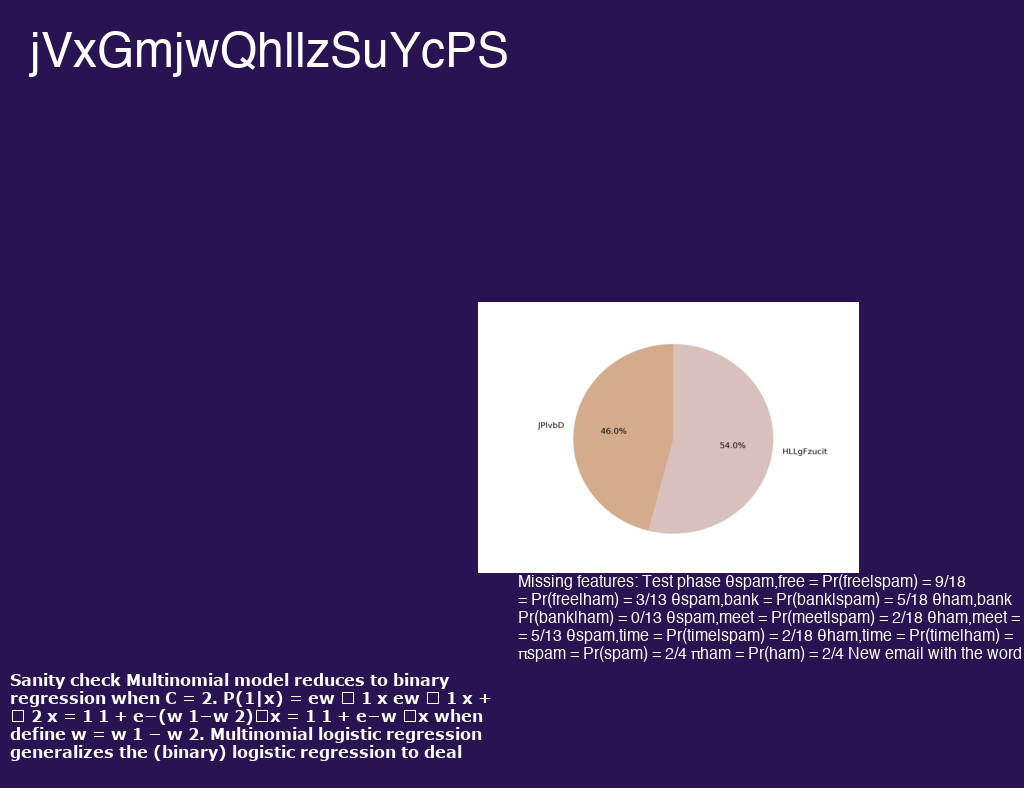 jVxGmjwQhllzSuYcPS
JPlvbD
46.0%
54.0%
HLLgFzucit
Missing features: Test phase θspam,free = Pr(free|spam) = 9/18
= Pr(free|ham) = 3/13 θspam,bank = Pr(bank|spam) = 5/18 θham,bank
Pr(bank|ham) = 0/13 θspam,meet = Pr(meet|spam) = 2/18 θham,meet =
= 5/13 θspam,time = Pr(time|spam) = 2/18 θham,time = Pr(time|ham) =
πspam = Pr(spam) = 2/4 πham = Pr(ham) = 2/4 New email with the word
Sanity check Multinomial model reduces to binary
regression when C = 2. P(1|x) = ew □ 1 x ew □ 1 x +
□ 2 x = 1 1 + e−(w 1−w 2)□x = 1 1 + e−w □x when
define w = w 1 − w 2. Multinomial logistic regression
generalizes the (binary) logistic regression to deal